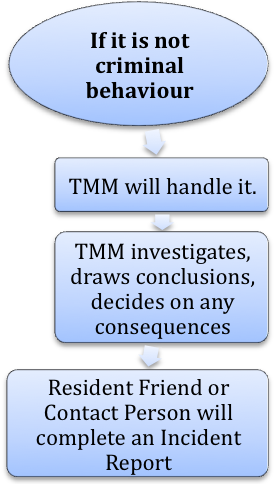 If it is not
criminal
behaviour
TMM will handle it.
TMM investigates,
draws conclusions,
decides on any
consequences
Resident Friend or
Contact Person will
complete an Incident
Report